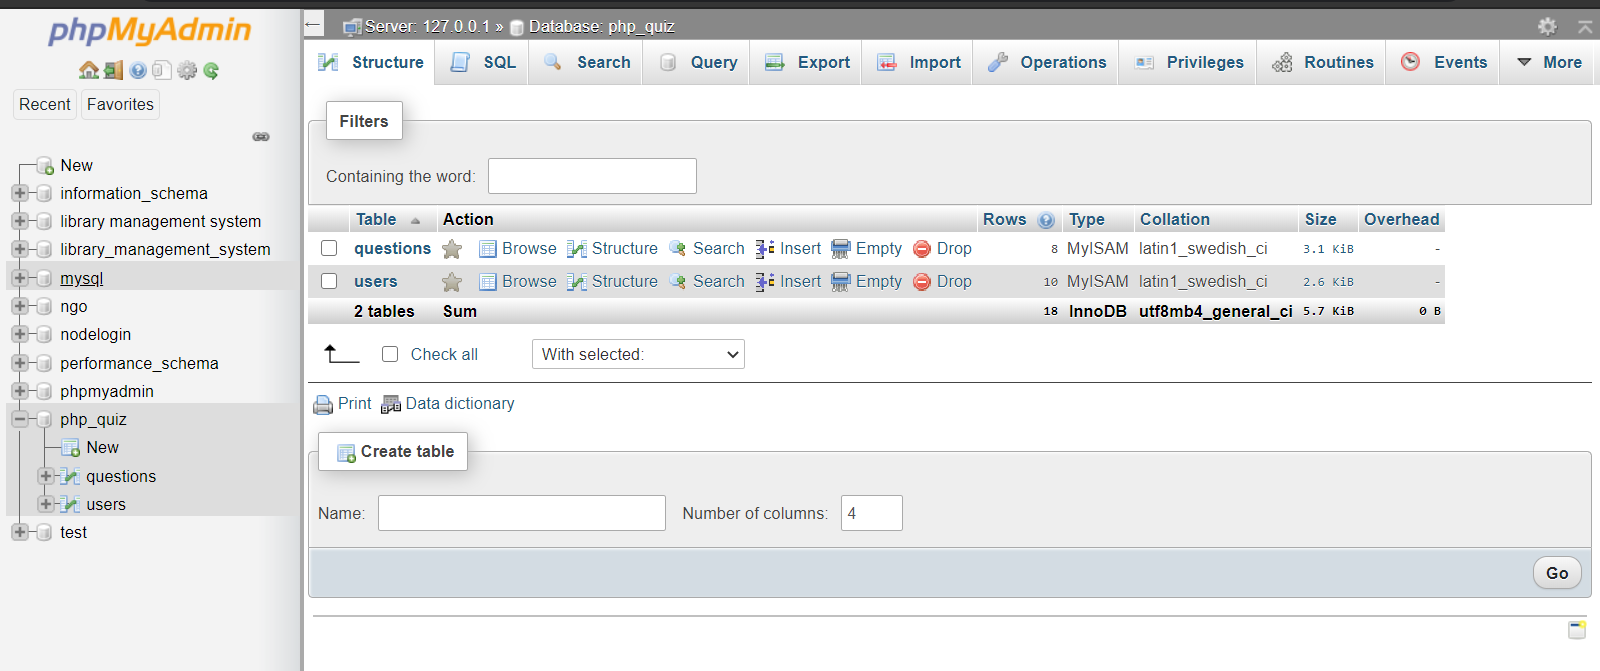 phpMyAdmin
Recent Favorites
New
information_schema
library management system
library_management_system
mysql
ngo
nodelogin
performance_schema
phpmyadmin
php_quiz
New
questions
users
test
Server: 127.0.0.1 » Database: php_quiz
Structure SQL Search Query Export Import Operations Privileges Routines Events More
Filters
Containing the word:
Table Action Rows Type Collation Size Overhead
questions Browse Structure Search Insert Empty Drop 8 MyISAM latin1_swedish_ci 3.1 KiB -
users Browse Structure Search Insert Empty Drop 10 MyISAM latin1_swedish_ci 2.6 KiB -
2 tables Sum 18 InnoDB utf8mb4_general_ci 5.7 KiB 0 B
Check all With selected:
Print Data dictionary
Create table
Name: Number of columns: 4
Go